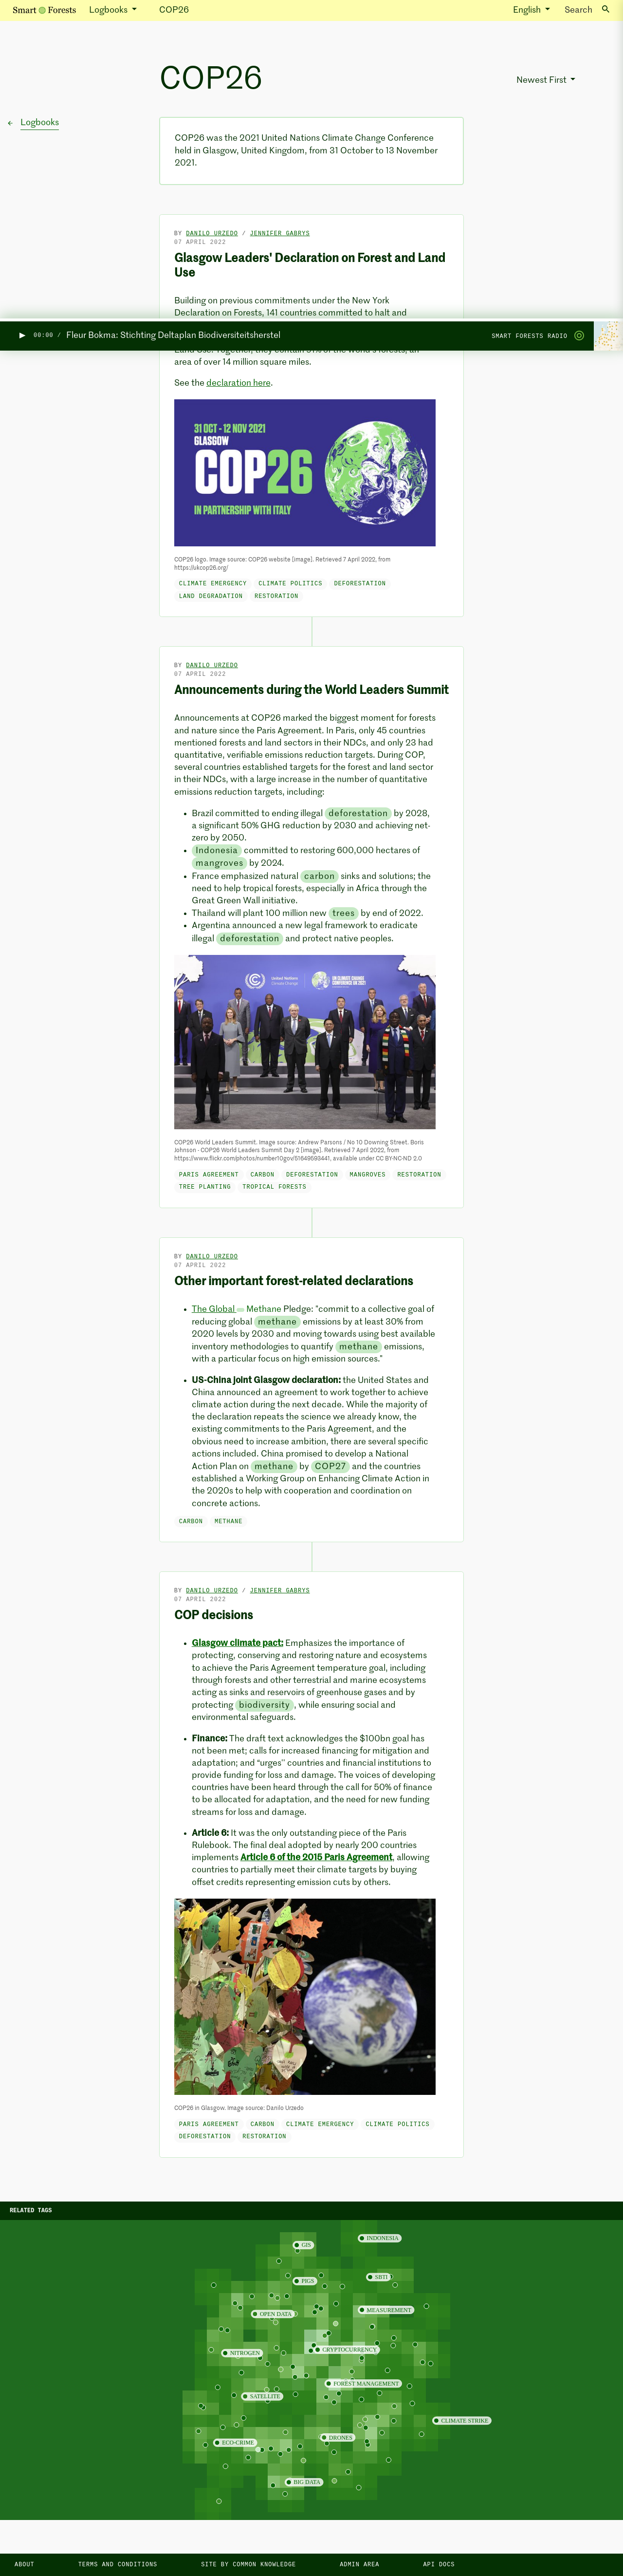 Smart Forests Logbooks COP26 English Search
COP26
Newest First
← Logbooks
COP26 was the 2021 United Nations Climate Change Conference
held in Glasgow, United Kingdom, from 31 October to 13 November
2021.
BY DANILO URZEDO / JENNIFER GABRYS
07 APRIL 2022
Glasgow Leaders' Declaration on Forest and Land
Use
Building on previous commitments under the New York
Declaration on Forests, 141 countries committed to halt and
00:00 / Fleur Bokma: Stichting Deltaplan Biodiversiteitsherstel SMART FORESTS RADIO
area of over 14 million square miles.
See the declaration here.
31 OCT - 12 NOV 2021
GLASGOW
COP26
IN PARTNERSHIP WITH ITALY
COP26 logo. Image source: COP26 website [image]. Retrieved 7 April 2022, from
https://ukcop26.org/
CLIMATE EMERGENCY CLIMATE POLITICS DEFORESTATION
LAND DEGRADATION RESTORATION
BY DANILO URZEDO
07 APRIL 2022
Announcements during the World Leaders Summit
Announcements at COP26 marked the biggest moment for forests
and nature since the Paris Agreement. In Paris, only 45 countries
mentioned forests and land sectors in their NDCs, and only 23 had
quantitative, verifiable emissions reduction targets. During COP,
several countries established targets for the forest and land sector
in their NDCs, with a large increase in the number of quantitative
emissions reduction targets, including:
• Brazil committed to ending illegal deforestation by 2028,
a significant 50% GHG reduction by 2030 and achieving net-
zero by 2050.
• Indonesia committed to restoring 600,000 hectares of
mangroves by 2024.
• France emphasized natural carbon sinks and solutions; the
need to help tropical forests, especially in Africa through the
Great Green Wall initiative.
• Thailand will plant 100 million new trees by end of 2022.
• Argentina announced a new legal framework to eradicate
illegal deforestation and protect native peoples.
COP26 World Leaders Summit. Image source: Andrew Parsons / No 10 Downing Street. Boris
Johnson - COP26 World Leaders Summit Day 2 [image]. Retrieved 7 April 2022, from
https://www.flickr.com/photos/number10gov/51649593441, available under CC BY-NC-ND 2.0
PARIS AGREEMENT CARBON DEFORESTATION MANGROVES RESTORATION
TREE PLANTING TROPICAL FORESTS
BY DANILO URZEDO
07 APRIL 2022
Other important forest-related declarations
• The Global Methane Pledge: "commit to a collective goal of
reducing global methane emissions by at least 30% from
2020 levels by 2030 and moving towards using best available
inventory methodologies to quantify methane emissions,
with a particular focus on high emission sources."
• US-China joint Glasgow declaration: the United States and
China announced an agreement to work together to achieve
climate action during the next decade. While the majority of
the declaration repeats the science we already know, the
existing commitments to the Paris Agreement, and the
obvious need to increase ambition, there are several specific
actions included. China promised to develop a National
Action Plan on methane by COP27 and the countries
established a Working Group on Enhancing Climate Action in
the 2020s to help with cooperation and coordination on
concrete actions.
CARBON METHANE
BY DANILO URZEDO / JENNIFER GABRYS
07 APRIL 2022
COP decisions
• Glasgow climate pact: Emphasizes the importance of
protecting, conserving and restoring nature and ecosystems
to achieve the Paris Agreement temperature goal, including
through forests and other terrestrial and marine ecosystems
acting as sinks and reservoirs of greenhouse gases and by
protecting biodiversity, while ensuring social and
environmental safeguards.
• Finance: The draft text acknowledges the $100bn goal has
not been met; calls for increased financing for mitigation and
adaptation; and "urges" countries and financial institutions to
provide funding for loss and damage. The voices of developing
countries have been heard through the call for 50% of finance
to be allocated for adaptation, and the need for new funding
streams for loss and damage.
• Article 6: It was the only outstanding piece of the Paris
Rulebook. The final deal adopted by nearly 200 countries
implements Article 6 of the 2015 Paris Agreement, allowing
countries to partially meet their climate targets by buying
offset credits representing emission cuts by others.
COP26 in Glasgow. Image source: Danilo Urzedo
PARIS AGREEMENT CARBON CLIMATE EMERGENCY CLIMATE POLITICS
DEFORESTATION RESTORATION
RELATED TAGS
INDONESIA
GIS
SBTI
PIGS
MEASUREMENT
OPEN DATA
CRYPTOCURRENCY
NITROGEN
FOREST MANAGEMENT
SATELLITE
CLIMATE STRIKE
DRONES
ECO-CRIME
BIG DATA
ABOUT TERMS AND CONDITIONS SITE BY COMMON KNOWLEDGE ADMIN AREA API DOCS